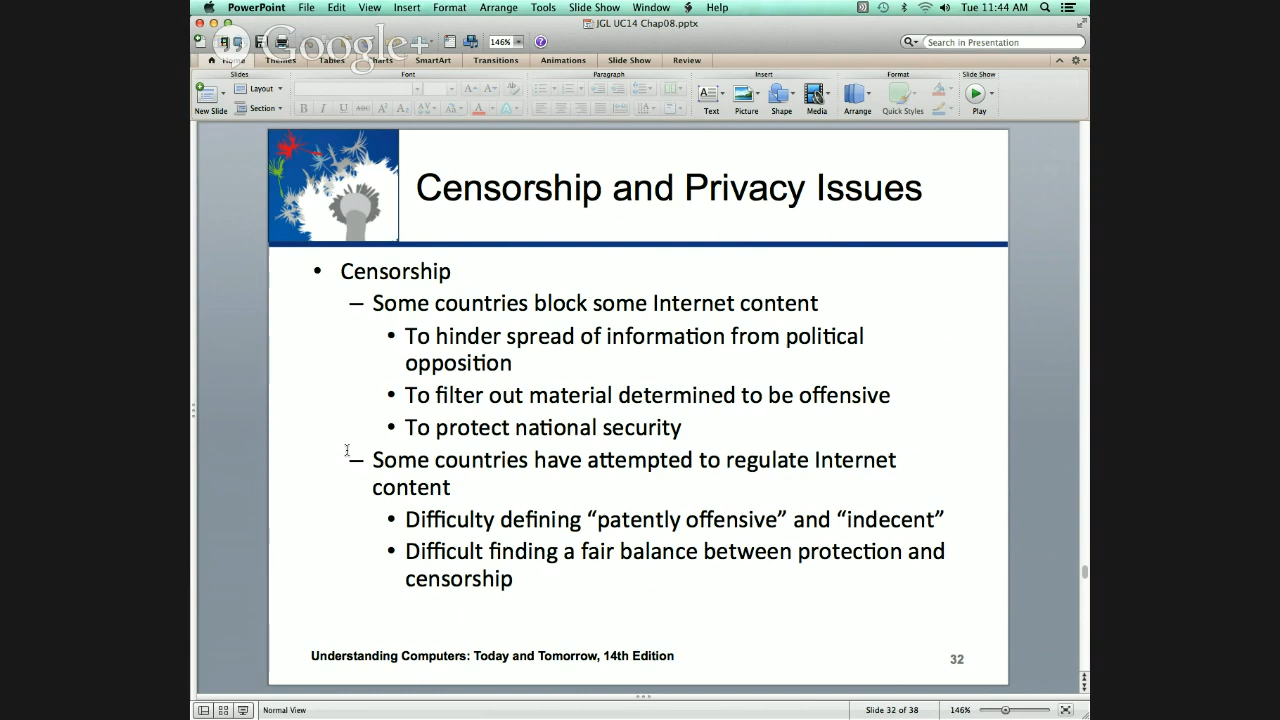 PowerPoint File Edit View Insert Format Arrange Tools Slide Show Window Help Tue 11:44 AM
JGL UC14 Chap08.pptx
Google+
146% Search in Presentation
Home Themes Tables Charts SmartArt Transitions Animations Slide Show Review
Slides Font Paragraph Insert Format Slide Show
Layout
Section
New Slide Text Picture Shape Media Arrange Quick Styles Play
Censorship and Privacy Issues
• Censorship
– Some countries block some Internet content
• To hinder spread of information from political
opposition
• To filter out material determined to be offensive
• To protect national security
– Some countries have attempted to regulate Internet
content
• Difficulty defining “patently offensive” and “indecent”
• Difficult finding a fair balance between protection and
censorship
Understanding Computers: Today and Tomorrow, 14th Edition 32
Normal View Slide 32 of 38 146%